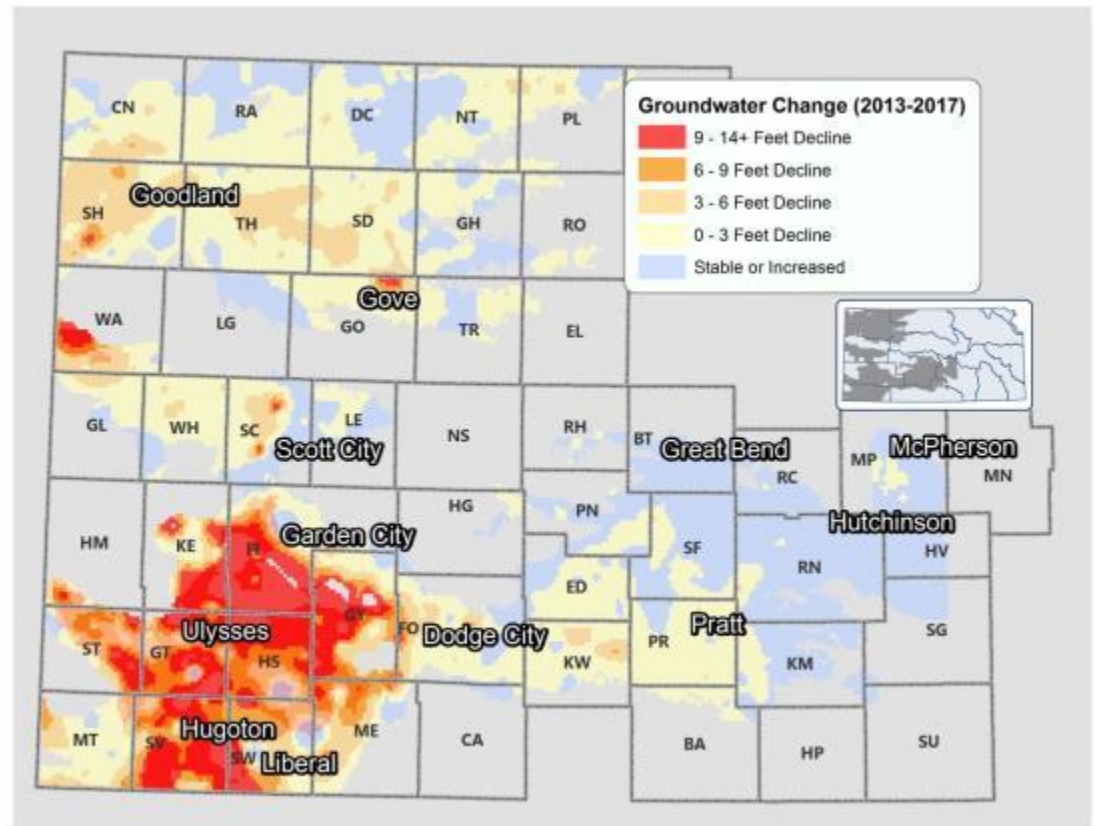 Groundwater Change (2013-2017)
9 - 14+ Feet Decline
6 - 9 Feet Decline
3 - 6 Feet Decline
0 - 3 Feet Decline
Stable or Increased
CN
RA
DC
NT
PL
Goodland
SH
TH
SD
GH
RO
Gove
WA
LG
GO
TR
EL
GL
WH
SC
LE
NS
RH
BT
Scott City
Great Bend
RC
MP
McPherson
MN
HM
KE
FI
Garden City
HG
PN
SF
Hutchinson
RN
HV
ED
GY
FO
Dodge City
Ulysses
ST
GT
HS
KW
PR
Pratt
KM
SG
MT
SV
Hugoton
SW
Liberal
ME
CA
BA
HP
SU